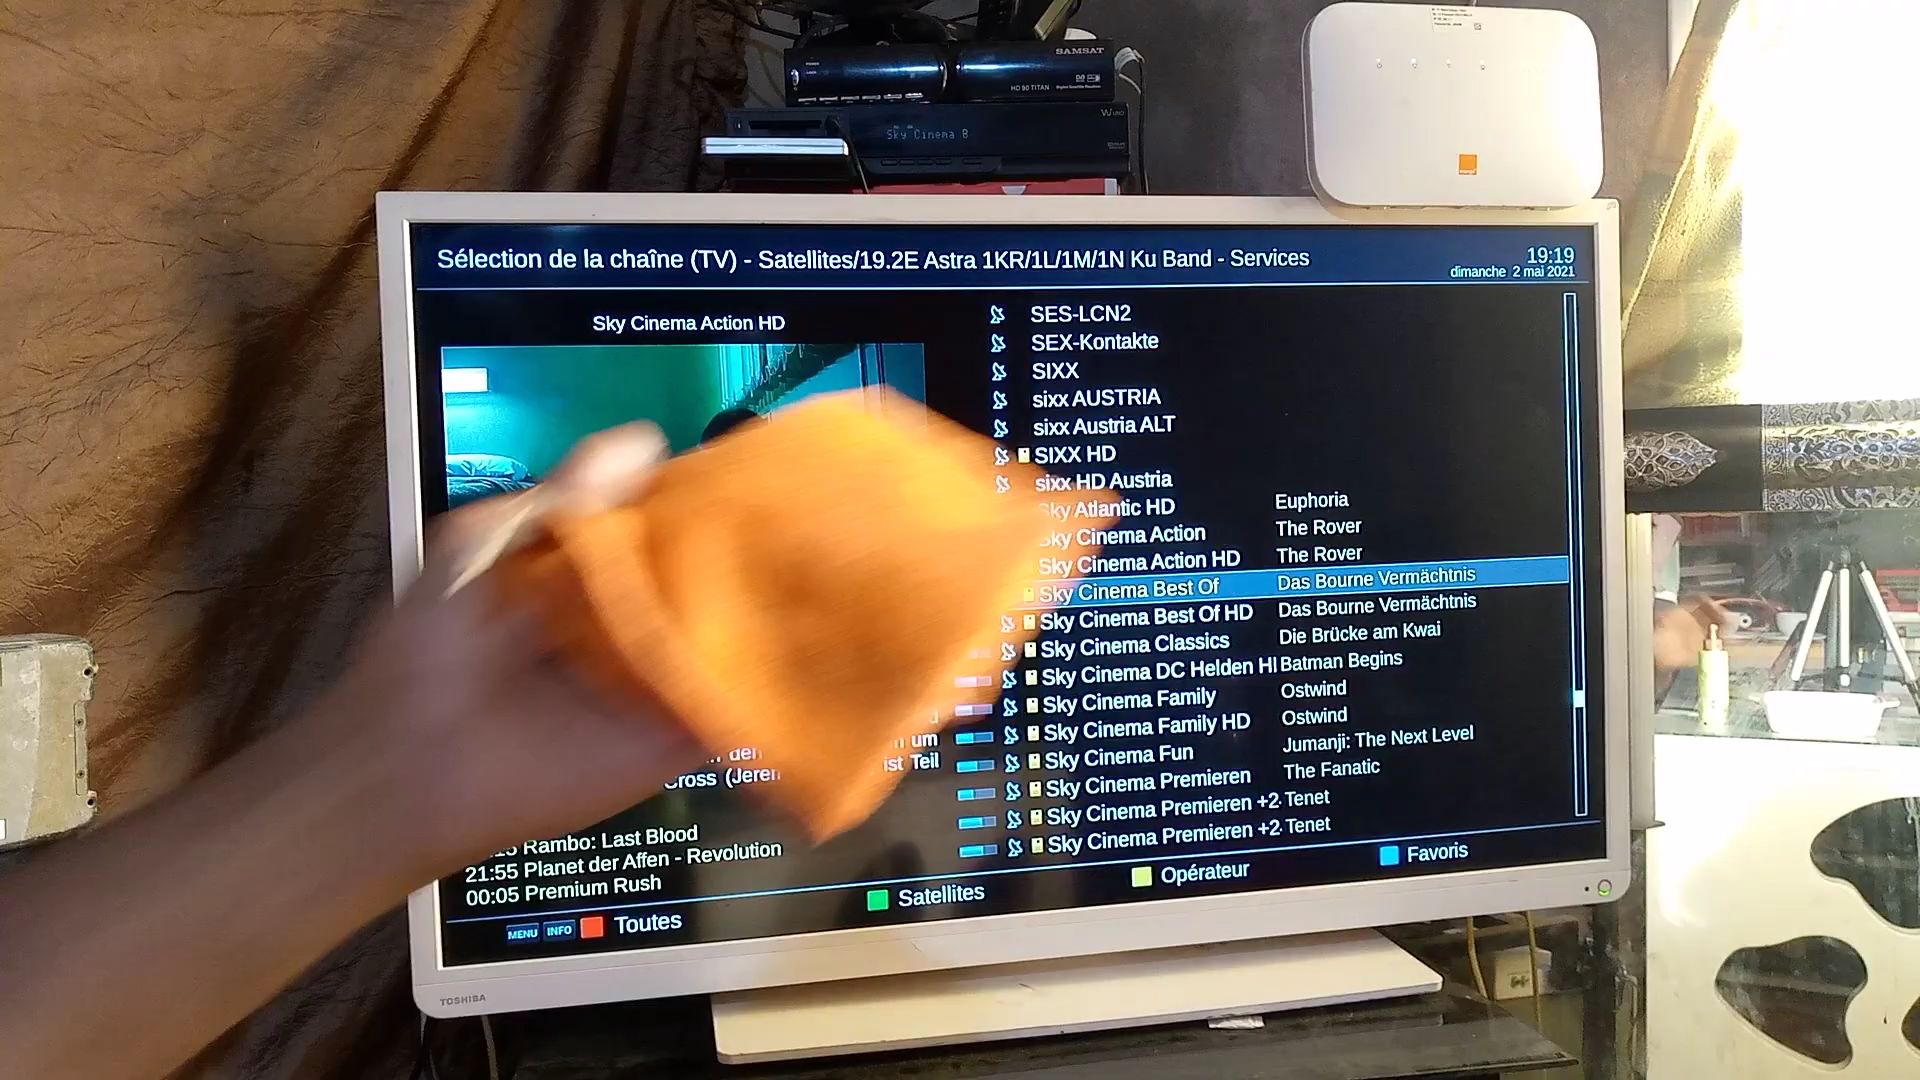 SAMSAT
HD 90 TITAN
Sky Cinema B
orange
Sélection de la chaîne (TV) - Satellites/19.2E Astra 1KR/1L/1M/1N Ku Band - Services
19:19
dimanche 2 mai 2021
Sky Cinema Action HD
SES-LCN2
SEX-Kontakte
SIXX
sixx AUSTRIA
sixx Austria ALT
SIXX HD
sixx HD Austria
Sky Atlantic HD Euphoria
Sky Cinema Action The Rover
Sky Cinema Action HD The Rover
Sky Cinema Best Of Das Bourne Vermächtnis
Sky Cinema Best Of HD Das Bourne Vermächtnis
Sky Cinema Classics Die Brücke am Kwai
Sky Cinema DC Helden H Batman Begins
Sky Cinema Family Ostwind
Sky Cinema Family HD Ostwind
Sky Cinema Fun Jumanji: The Next Level
Sky Cinema Premieren The Fanatic
Sky Cinema Premieren +2 Tenet
Sky Cinema Premieren +2 Tenet
um
den
ist Teil
Cross (Jeren
Rambo: Last Blood
21:55 Planet der Affen - Revolution
00:05 Premium Rush
MENU INFO Toutes
Satellites
Opérateur
Favoris
TOSHIBA